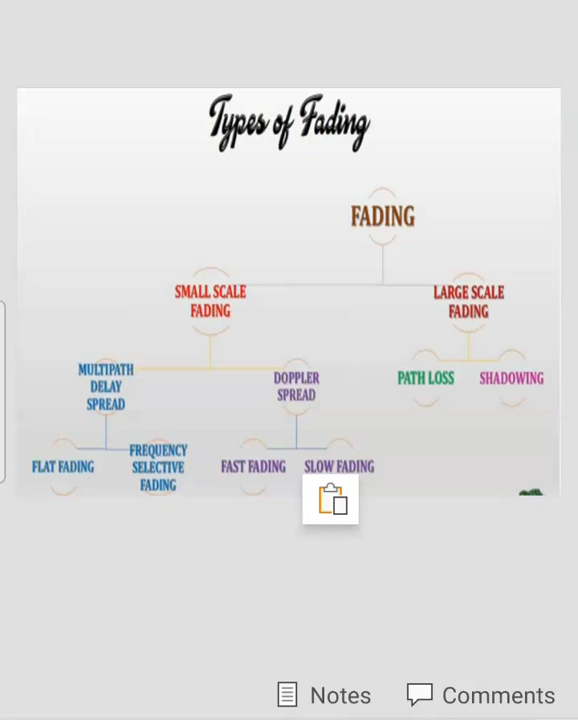 Types of Fading
FADING
SMALL SCALE
FADING
LARGE SCALE
FADING
MULTIPATH
DELAY
SPREAD
DOPPLER
SPREAD
PATH LOSS
SHADOWING
FLAT FADING
FREQUENCY
SELECTIVE
FADING
FAST FADING
SLOW FADING
Notes
Comments